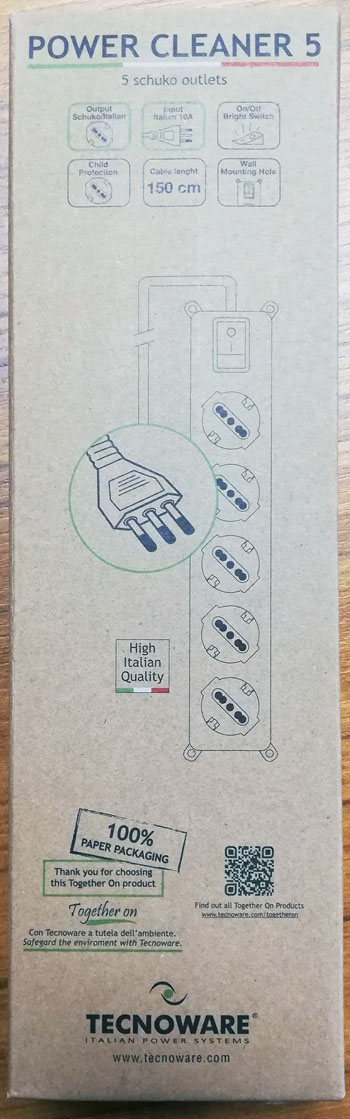 POWER CLEANER 5
5 schuko outlets
Output
Schuko/Italian
Input
Italian 10A
On/Off
Bright Switch
Child
Protection
Cable lenght
150 cm
Wall
Mounting Hole
High
Italian
Quality
100%
PAPER PACKAGING
Thank you for choosing
this Together On product
Together on
Con Tecnoware a tutela dell'ambiente.
Safegard the enviroment with Tecnoware.
Find out all Together On Products
www.tecnoware.com/togetheron
TECNOWARE®
ITALIAN POWER SYSTEMS
www.tecnoware.com